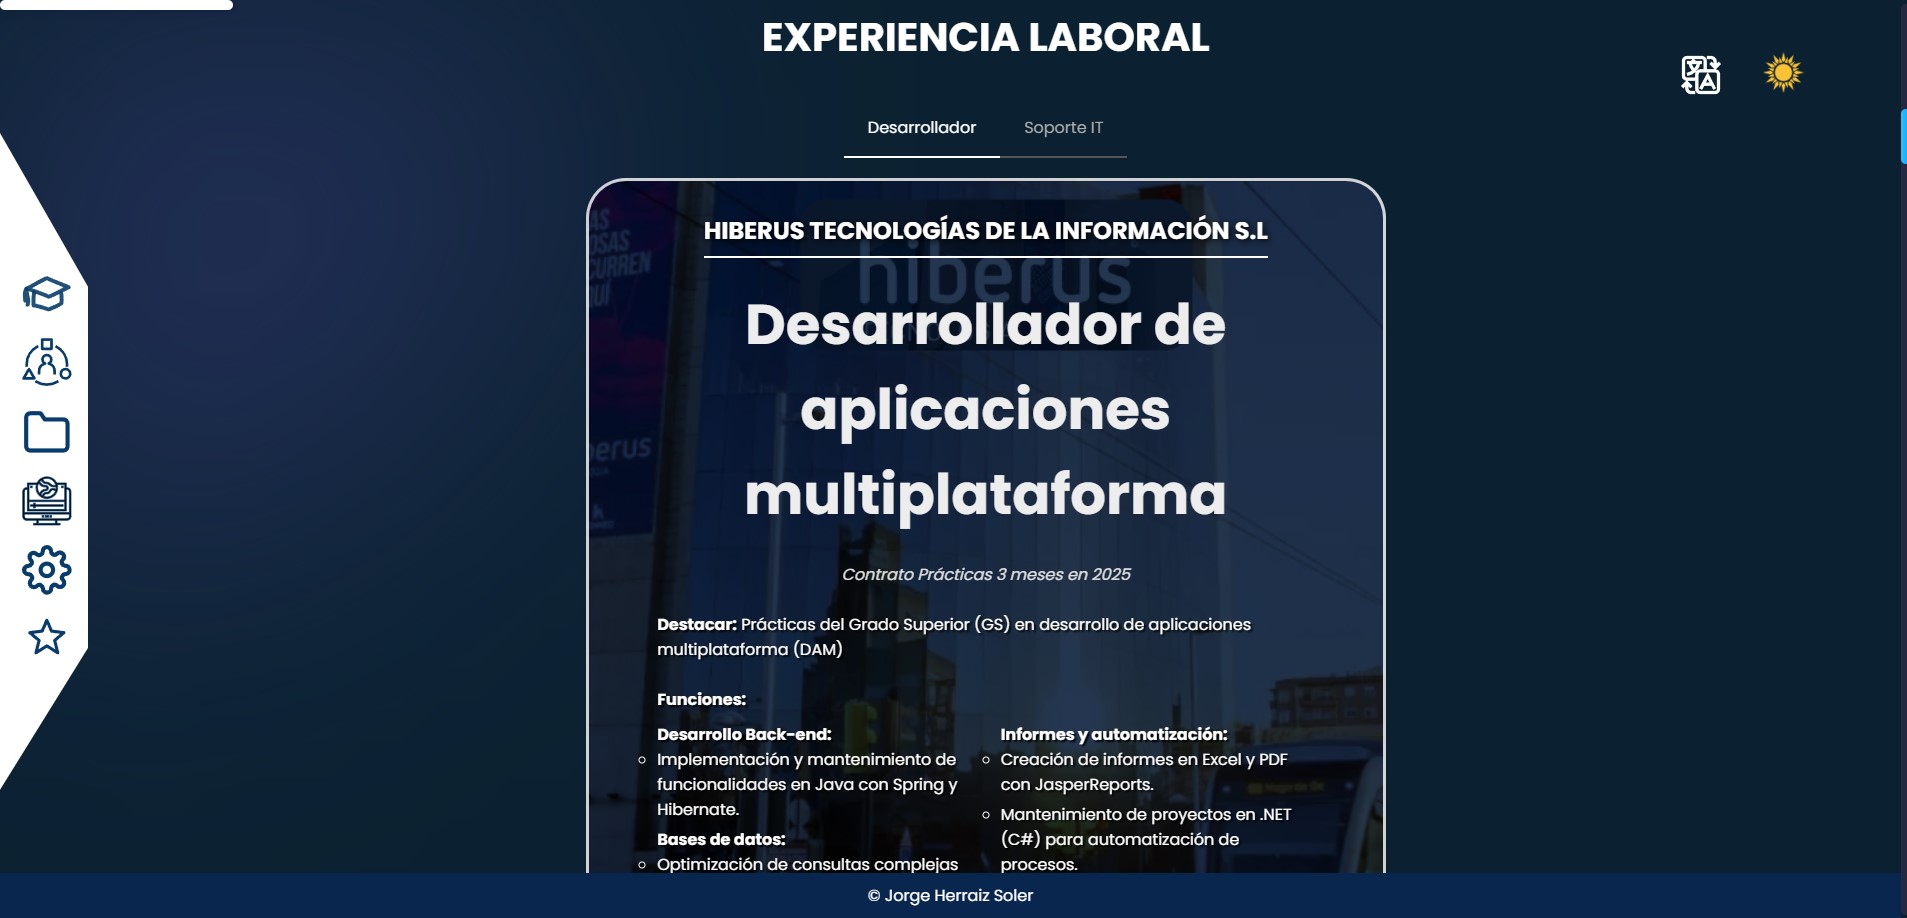 EXPERIENCIA LABORAL
Desarrollador
Soporte IT
HIBERUS TECNOLOGÍAS DE LA INFORMACIÓN S.L
hiberus
Desarrollador de
aplicaciones
multiplataforma
Contrato Prácticas 3 meses en 2025
Destacar: Prácticas del Grado Superior (GS) en desarrollo de aplicaciones
multiplataforma (DAM)
Funciones:
Desarrollo Back-end:
Implementación y mantenimiento de
funcionalidades en Java con Spring y
Hibernate.
Bases de datos:
Optimización de consultas complejas
Informes y automatización:
Creación de informes en Excel y PDF
con JasperReports.
Mantenimiento de proyectos en .NET
(C#) para automatización de
procesos.
© Jorge Herraiz Soler